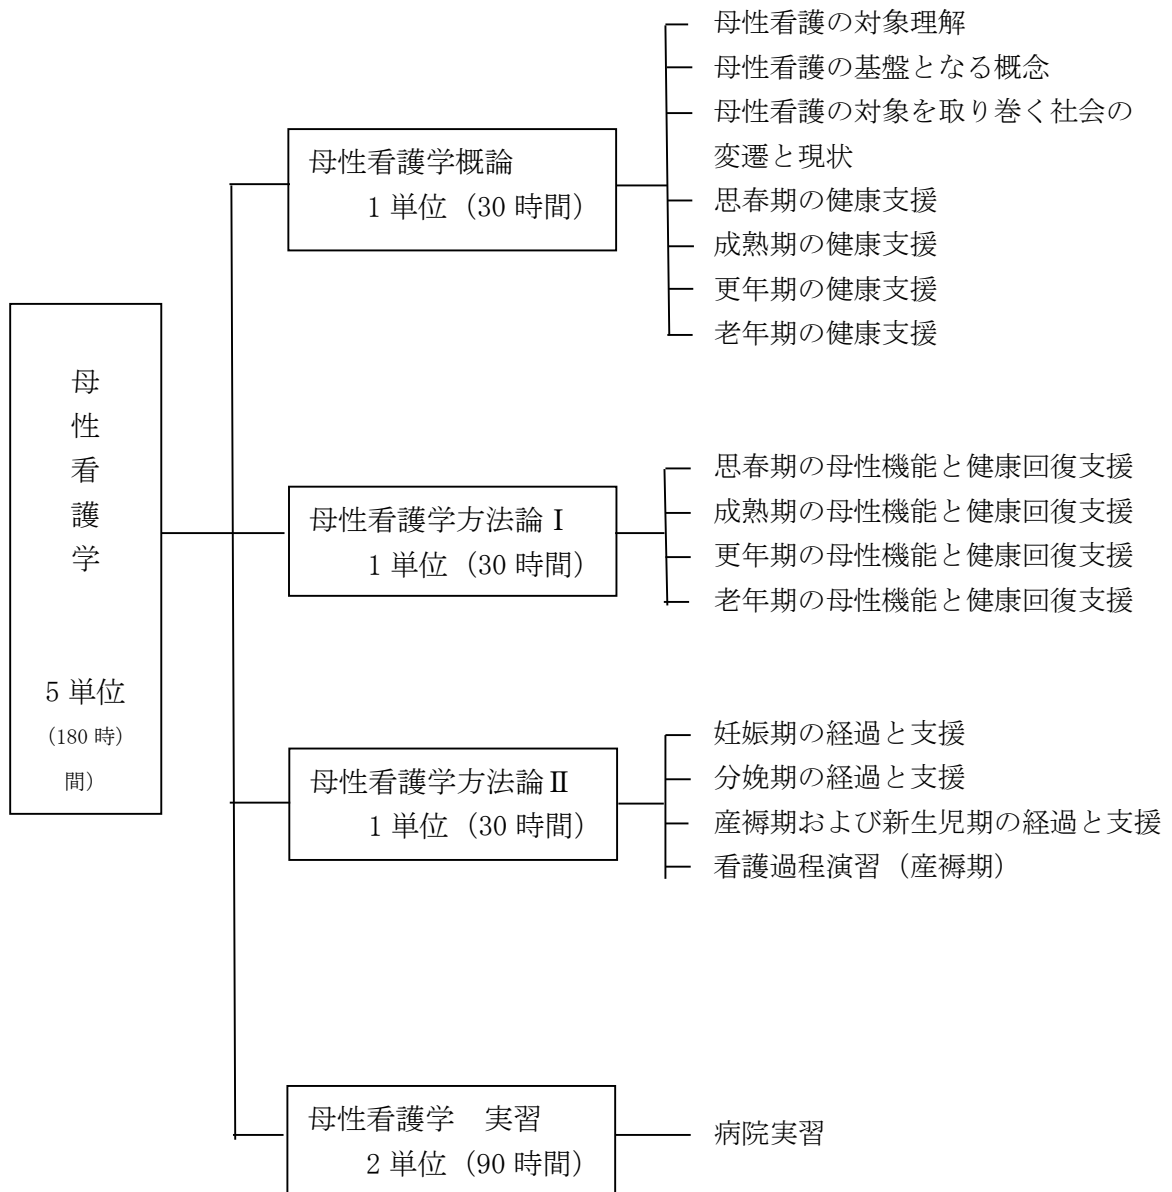 母性看護学
5 単位
（180 時）
間）
母性看護学概論
1 単位（30 時間）
母性看護の対象理解
母性看護の基盤となる概念
母性看護の対象を取り巻く社会の
変遷と現状
思春期の健康支援
成熟期の健康支援
更年期の健康支援
老年期の健康支援
母性看護学方法論Ⅰ
1 単位（30 時間）
思春期の母性機能と健康回復支援
成熟期の母性機能と健康回復支援
更年期の母性機能と健康回復支援
老年期の母性機能と健康回復支援
母性看護学方法論Ⅱ
1 単位（30 時間）
妊娠期の経過と支援
分娩期の経過と支援
産褥期および新生児期の経過と支援
看護過程演習（産褥期）
母性看護学　実習
2 単位（90 時間）
病院実習